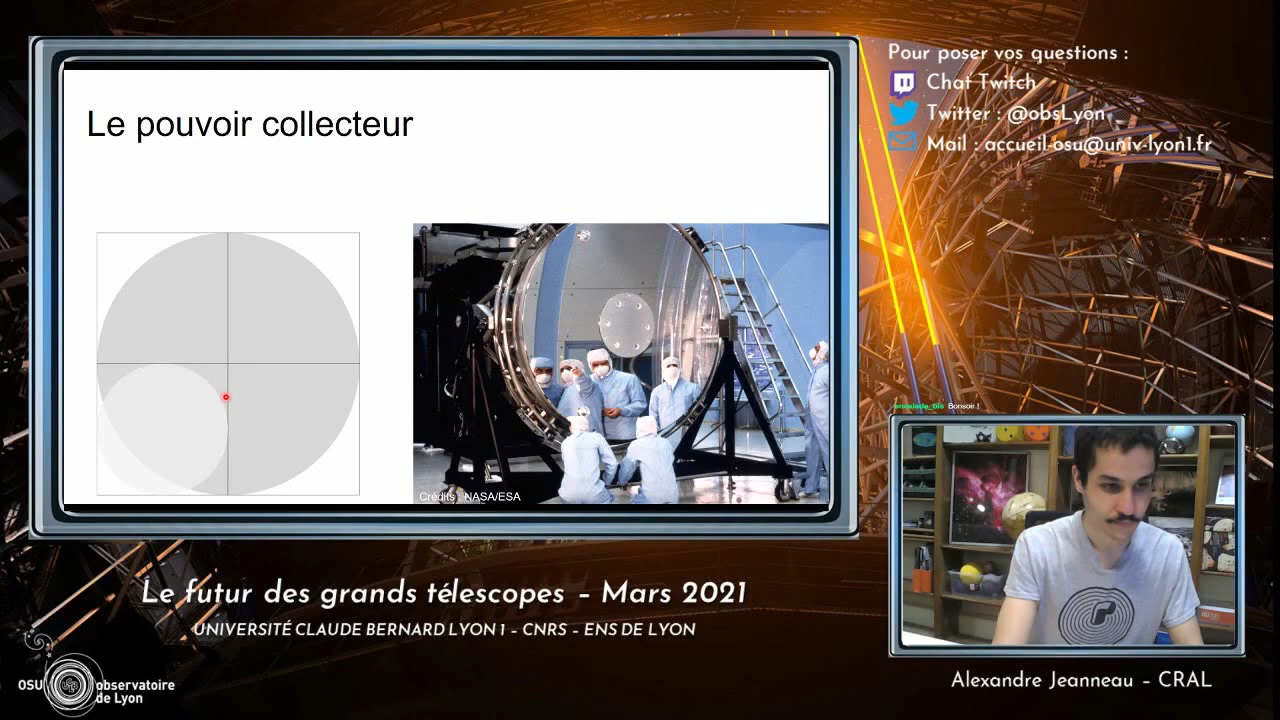 Le pouvoir collecteur
Crédits : NASA/ESA
Pour poser vos questions :
Chat Twitch
Twitter : @obsLyon
Mail : accueil-osu@univ-lyon1.fr
Bonsoir !
Le futur des grands télescopes – Mars 2021
UNIVERSITÉ CLAUDE BERNARD LYON 1 - CNRS - ENS DE LYON
OSUL observatoire
de Lyon
Alexandre Jeanneau – CRAL